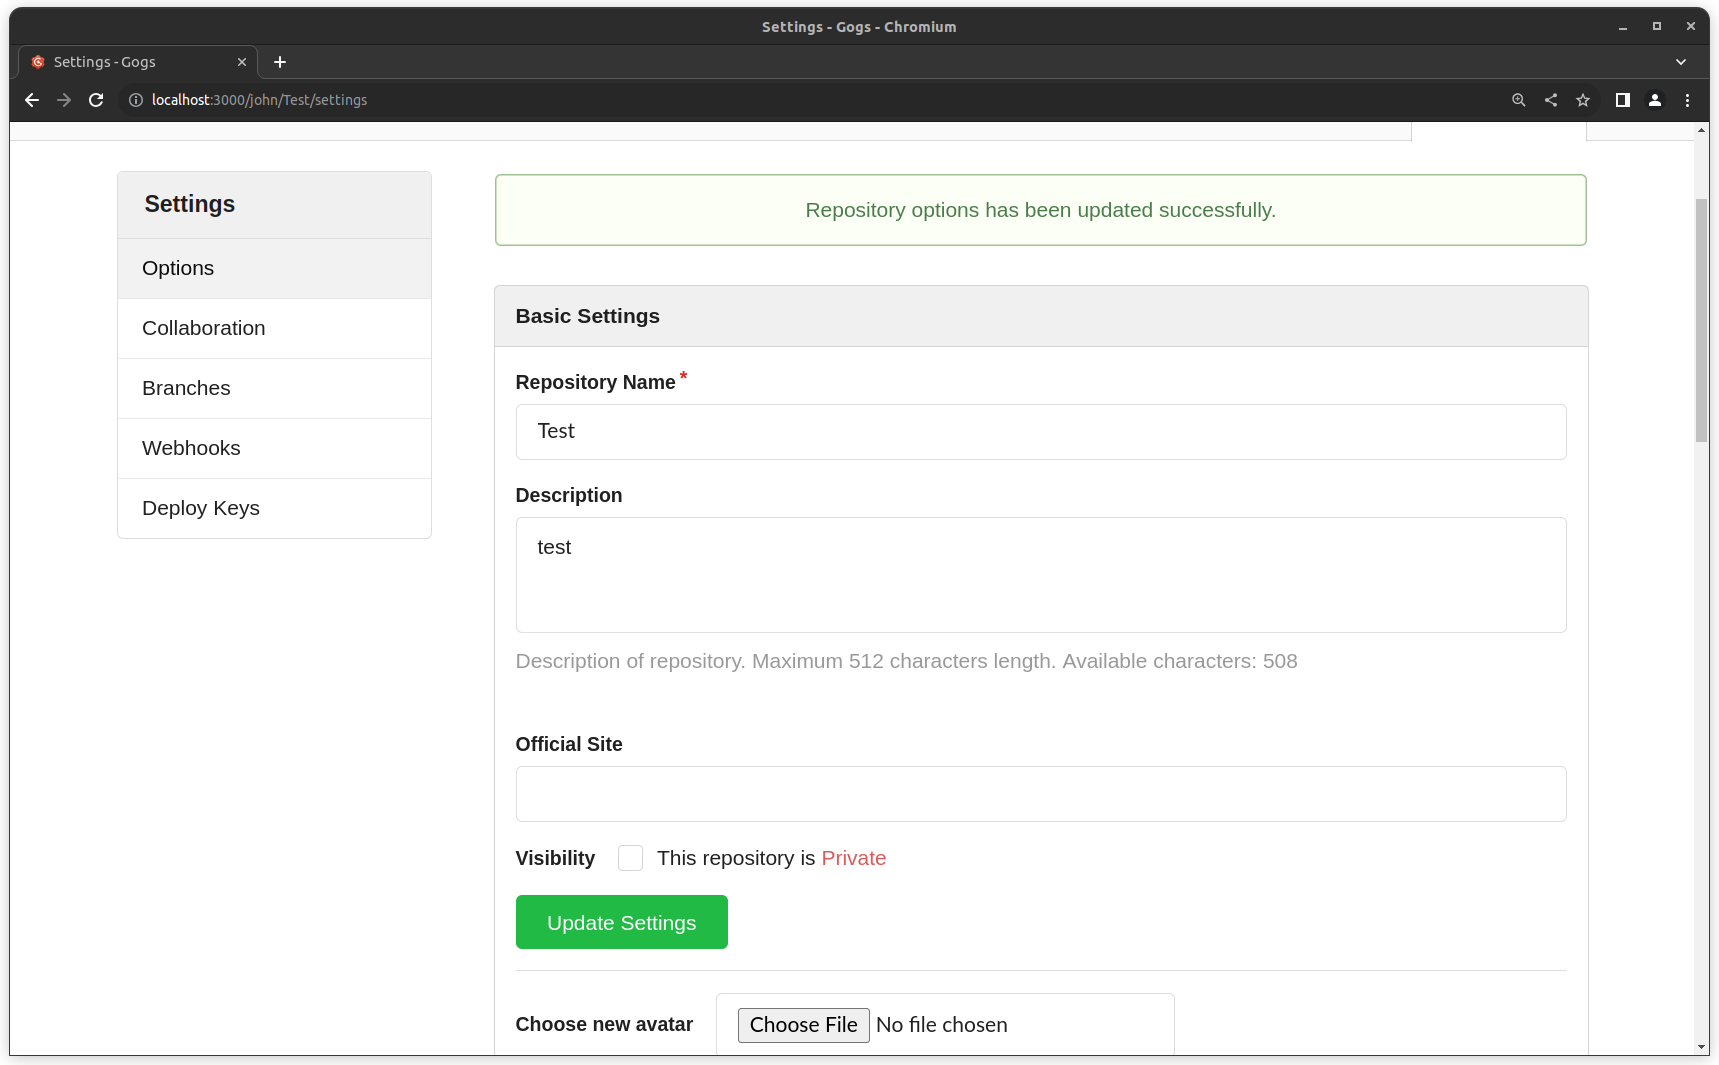 Settings - Gogs - Chromium
Settings - Gogs
localhost:3000/john/Test/settings
Settings
Options
Collaboration
Branches
Webhooks
Deploy Keys
Repository options has been updated successfully.
Basic Settings
Repository Name *
Test
Description
test
Description of repository. Maximum 512 characters length. Available characters: 508
Official Site
Visibility This repository is Private
Update Settings
Choose new avatar Choose File No file chosen